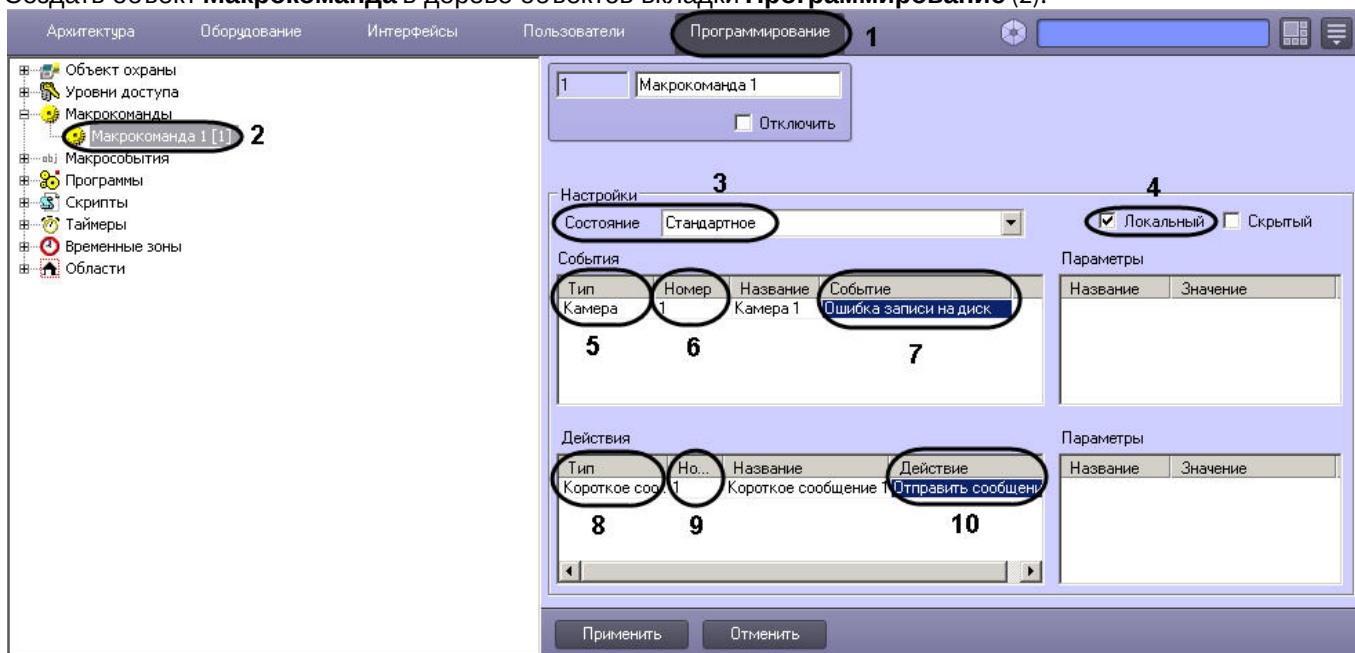 Создать объект Макрокоманда в дереве объектов вкладки Программирование (2).
Архитектура Оборудование Интерфейсы Пользователи Программирование 1
Объект охраны
Уровни доступа
Макрокоманды
Макрокоманда 1 [1] 2
obj Макрособытия
Программы
Скрипты
Таймеры
Временные зоны
Области
1 Макрокоманда 1
Отключить
Настройки 3 4
Состояние Стандартное Локальный Скрытый
События Параметры
Тип Номер Название Событие Название Значение
Камера 1 Камера 1 Ошибка записи на диск
5 6 7
Действия Параметры
Тип Но... Название Действие Название Значение
Короткое соо.. 1 Короткое сообщение 1 Отправить сообщени
8 9 10
Применить Отменить